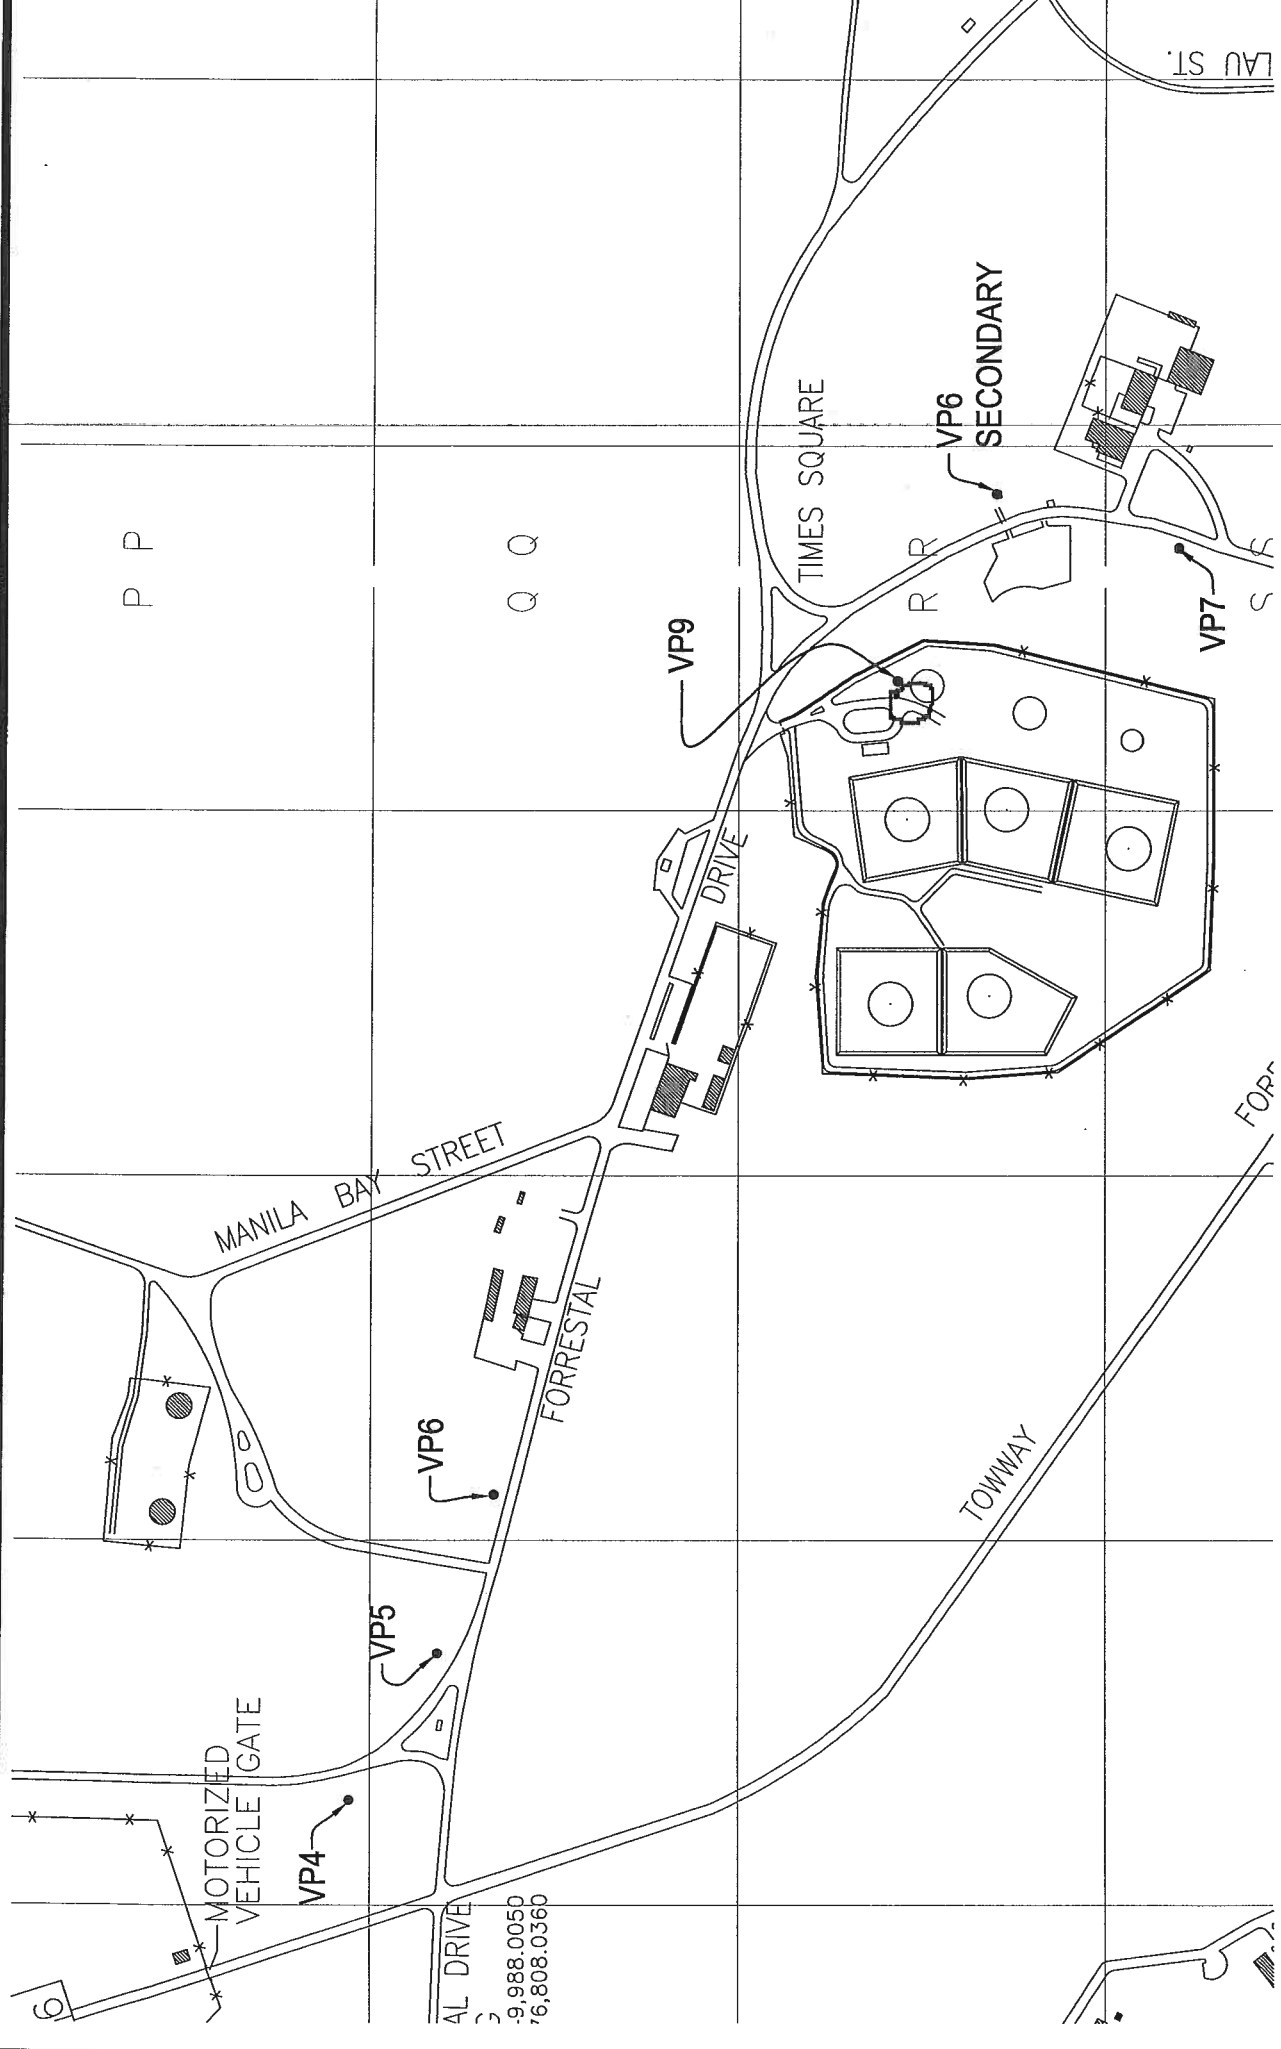 LAU ST.
VP6
SECONDARY
TIMES SQUARE
P P
Q Q
R R
S S
VP9
VP7
DRIVE
MANILA BAY STREET
FORRESTAL
VP6
TOWWAY
VP5
MOTORIZED
VEHICLE GATE
VP4
AL DRIVE
9,988.0050
76,808.0360